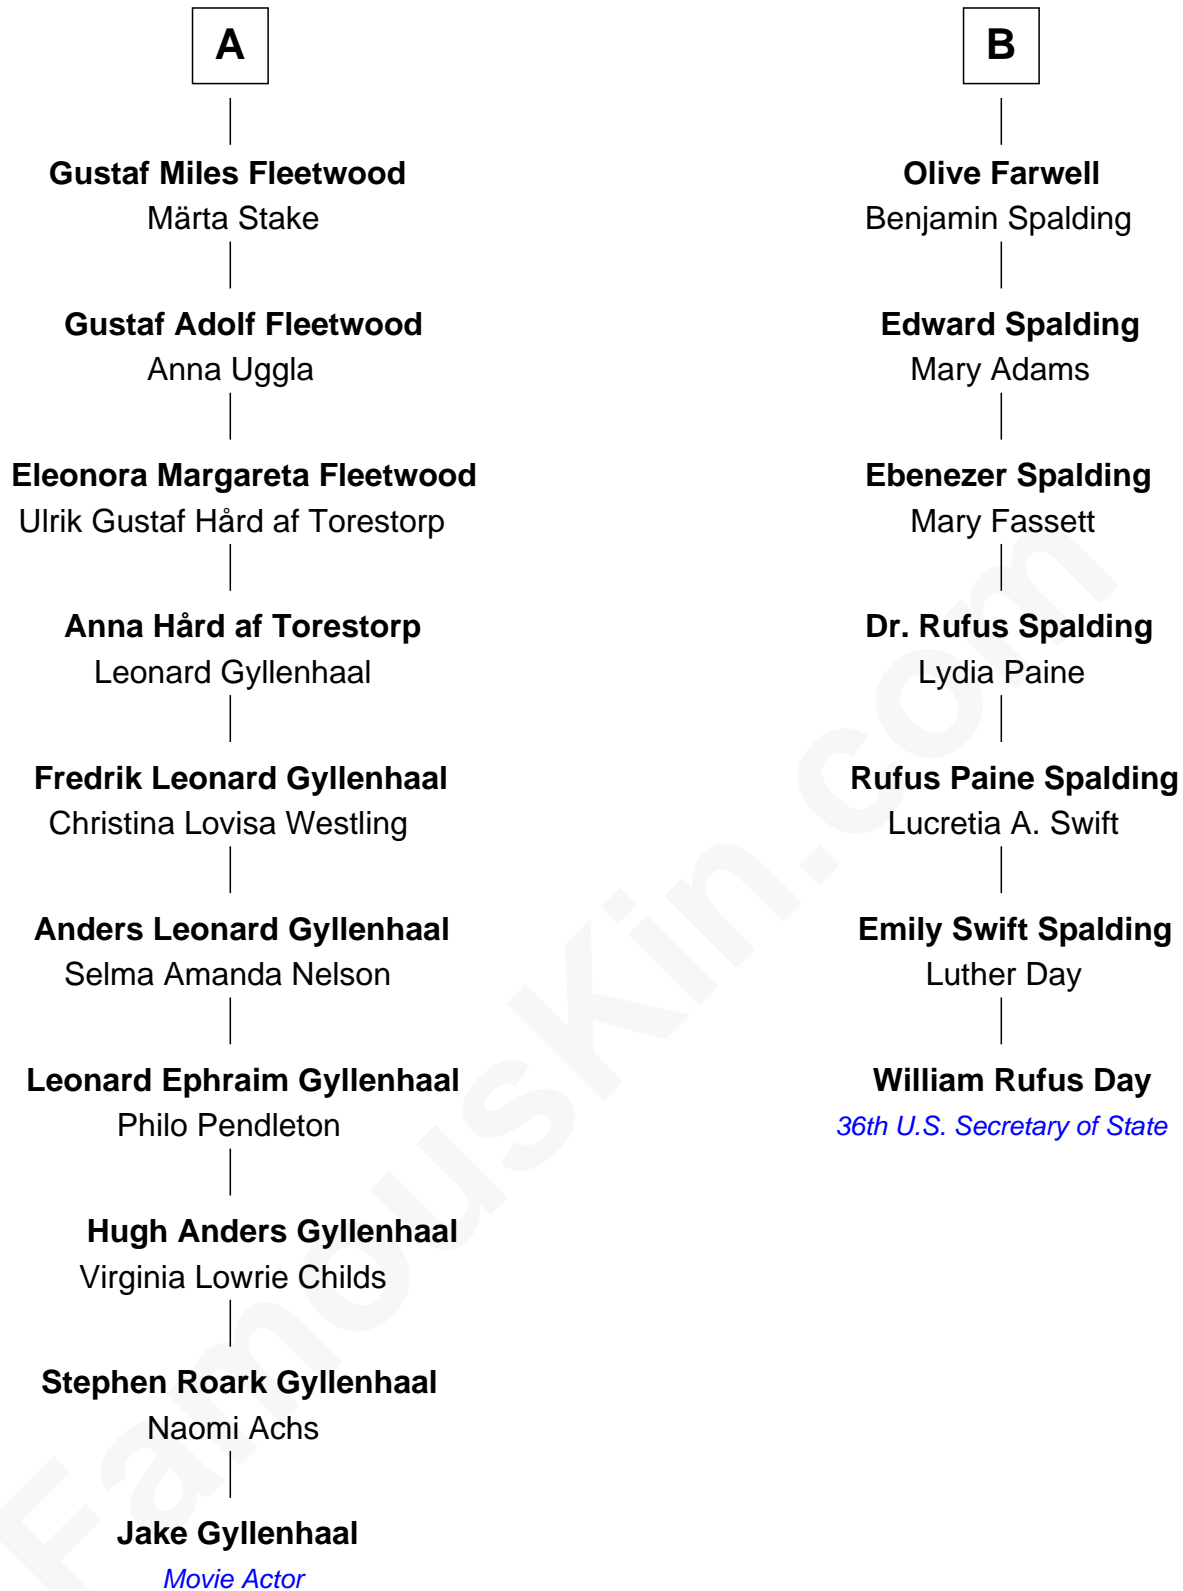 A
Gustaf Miles Fleetwood
Märta Stake
Gustaf Adolf Fleetwood
Anna Uggla
Eleonora Margareta Fleetwood
Ulrik Gustaf Hård af Torestorp
Anna Hård af Torestorp
Leonard Gyllenhaal
Fredrik Leonard Gyllenhaal
Christina Lovisa Westling
Anders Leonard Gyllenhaal
Selma Amanda Nelson
Leonard Ephraim Gyllenhaal
Philo Pendleton
Hugh Anders Gyllenhaal
Virginia Lowrie Childs
Stephen Roark Gyllenhaal
Naomi Achs
Jake Gyllenhaal
Movie Actor
B
Olive Farwell
Benjamin Spalding
Edward Spalding
Mary Adams
Ebenezer Spalding
Mary Fassett
Dr. Rufus Spalding
Lydia Paine
Rufus Paine Spalding
Lucretia A. Swift
Emily Swift Spalding
Luther Day
William Rufus Day
36th U.S. Secretary of State
FamousKin.com